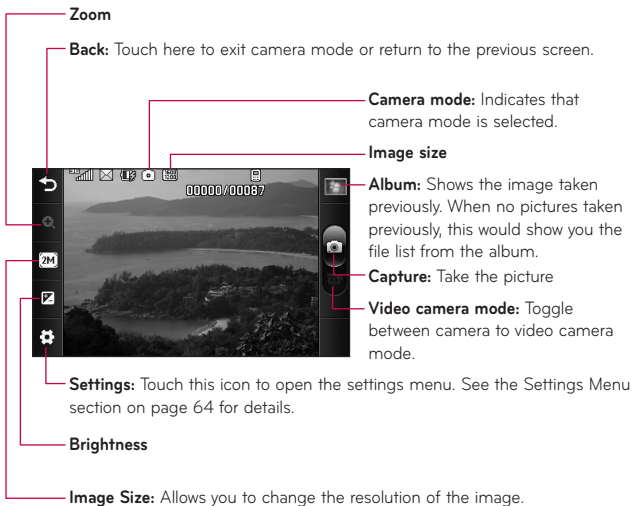 Zoom
Back: Touch here to exit camera mode or return to the previous screen.
Camera mode: Indicates that
camera mode is selected.
Image size
Album: Shows the image taken
previously. When no pictures taken
previously, this would show you the
file list from the album.
Capture: Take the picture
Video camera mode: Toggle
between camera to video camera
mode.
00000/00087
2M
Settings: Touch this icon to open the settings menu. See the Settings Menu
section on page 64 for details.
Brightness
Image Size: Allows you to change the resolution of the image.